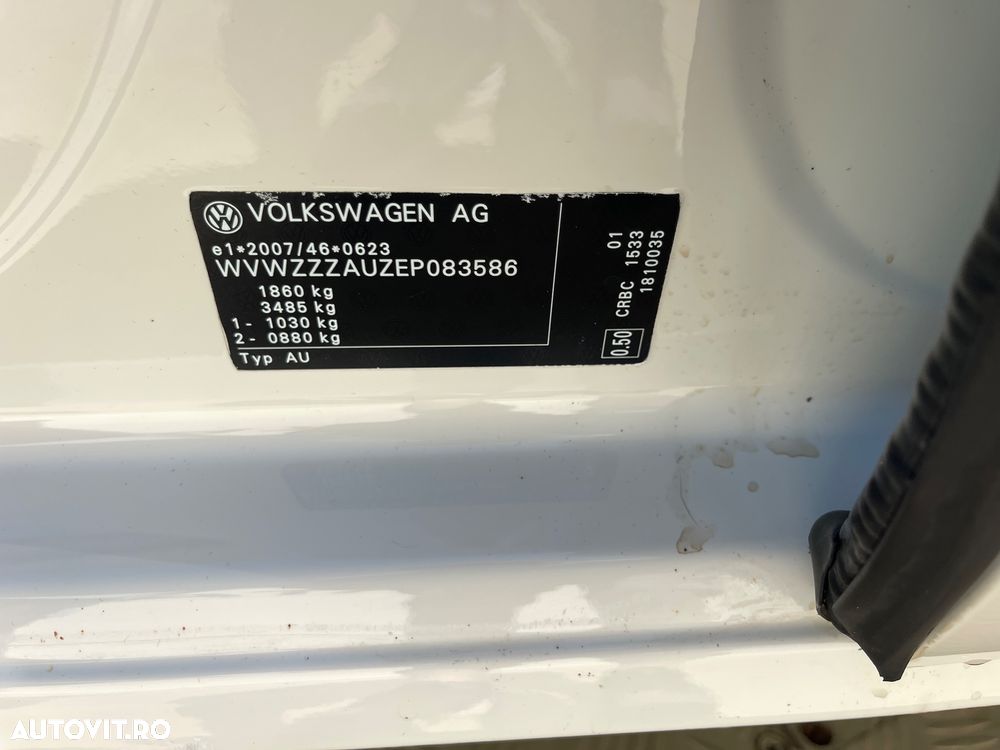 VOLKSWAGEN AG
e1*2007/46*0623
WVWZZZAUZEP083586
1860 kg
3485 kg
1- 1030 kg
2- 0880 kg
Typ AU
01
CRBC 1533
1810035
0.50
AUTOVIT.RO